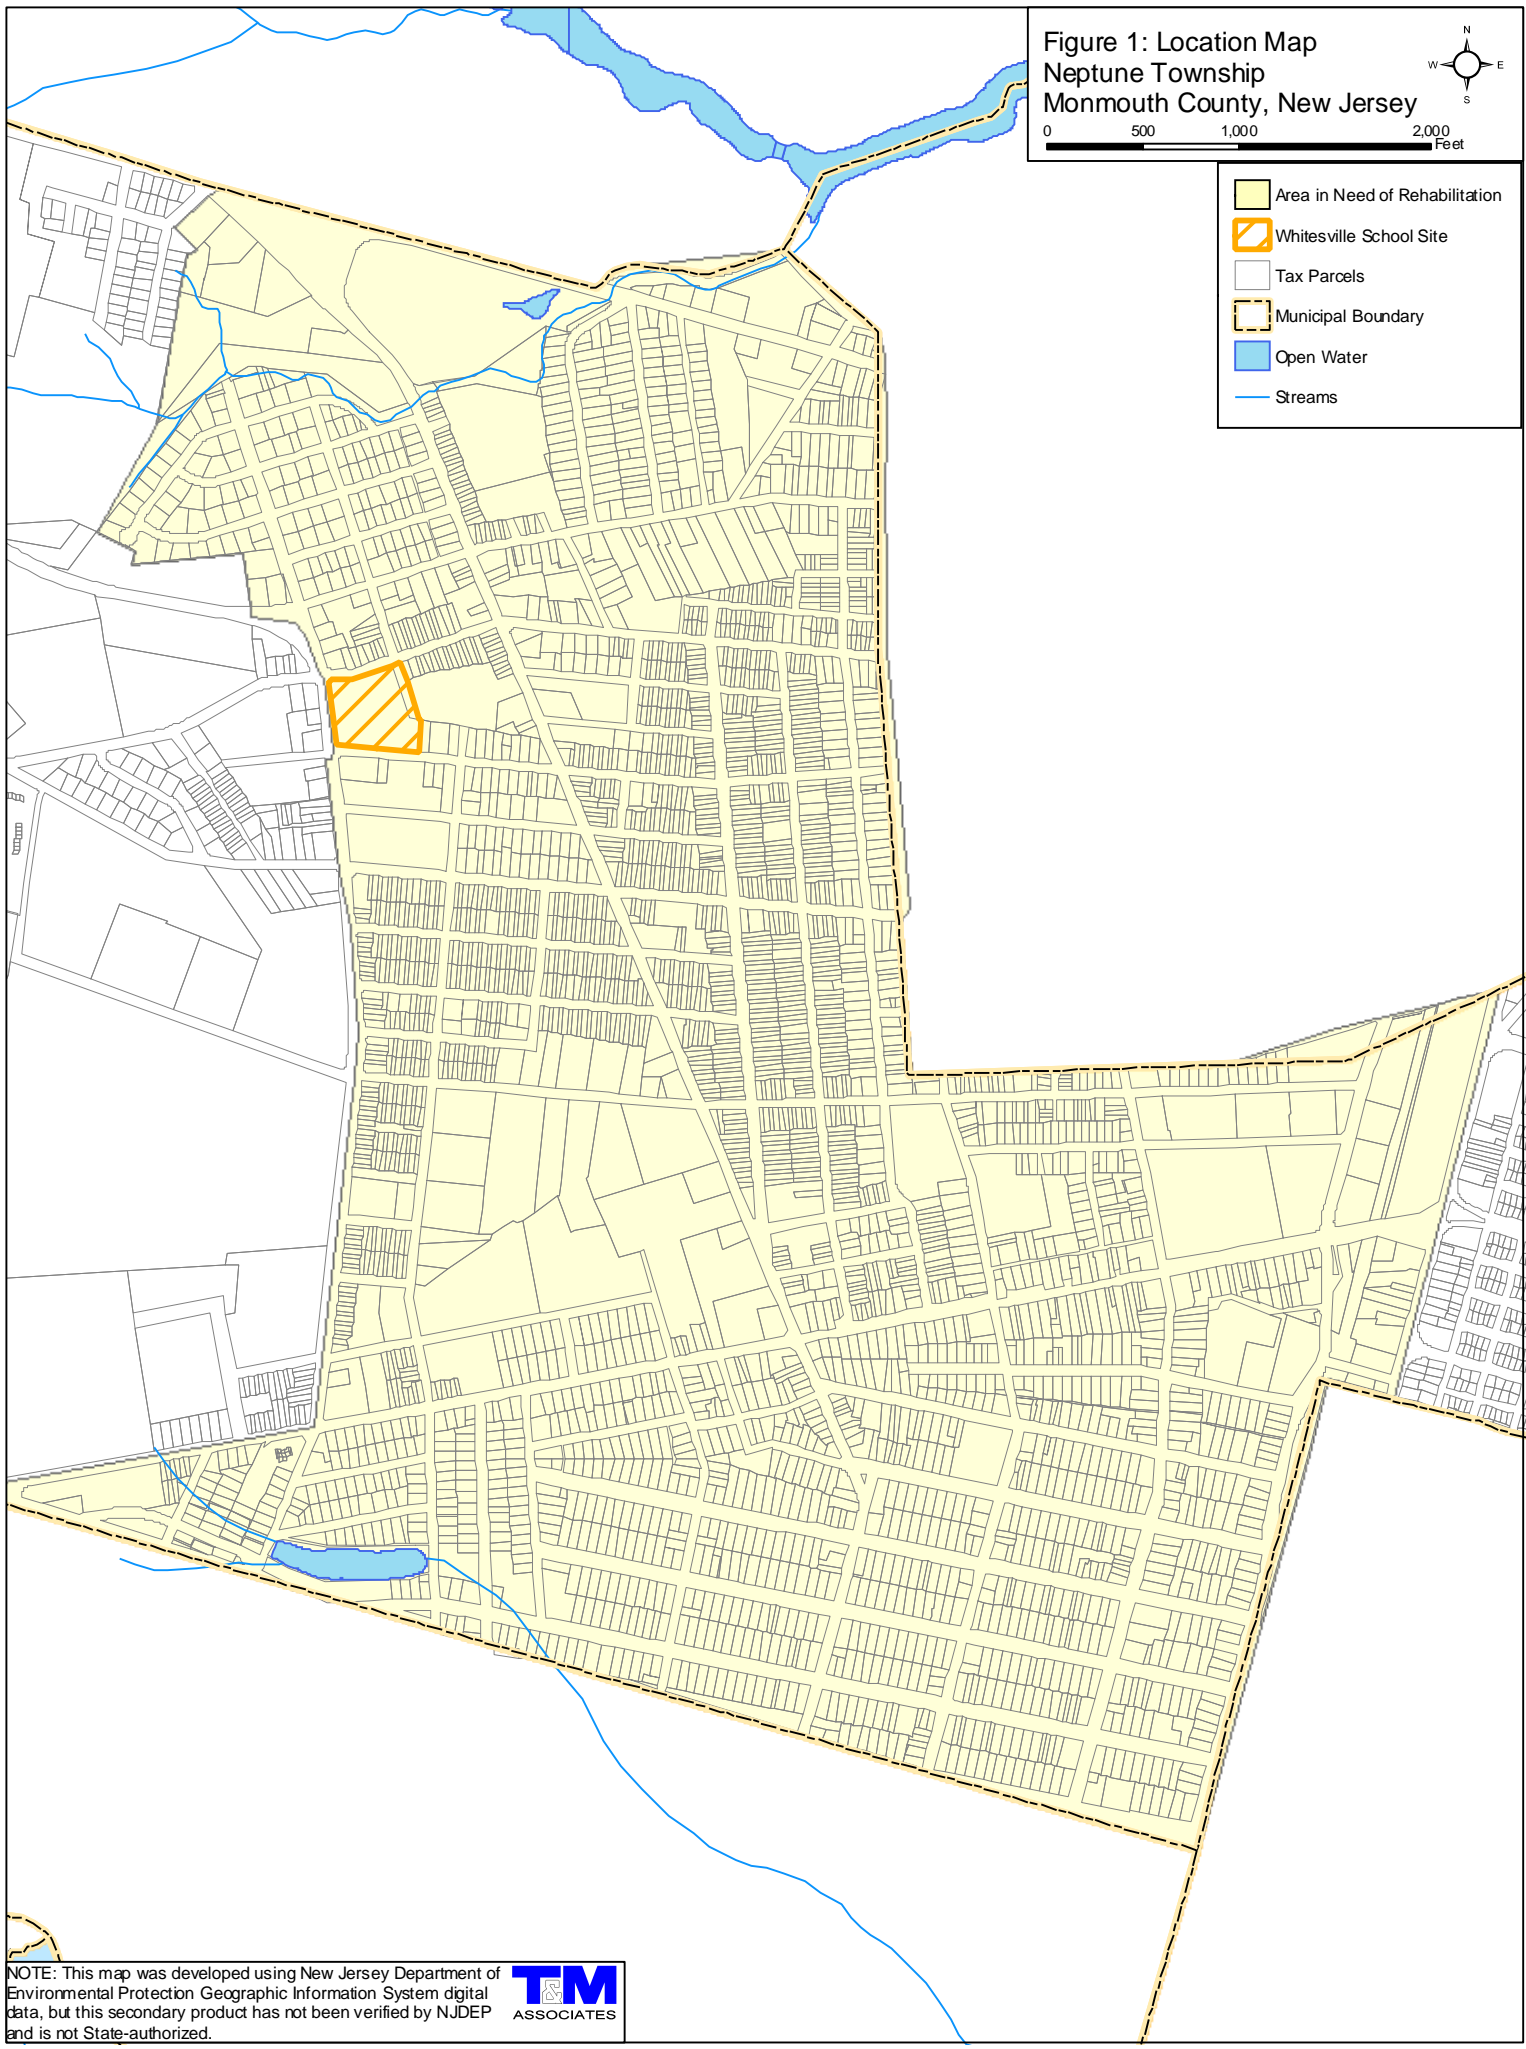 Figure 1: Location Map
Neptune Township
Monmouth County, New Jersey
N
W E
S
0 500 1,000 2,000
Feet
Area in Need of Rehabilitation
Whitesville School Site
Tax Parcels
Municipal Boundary
Open Water
Streams
NOTE: This map was developed using New Jersey Department of
Environmental Protection Geographic Information System digital
data, but this secondary product has not been verified by NJDEP
and is not State-authorized.
T&M
ASSOCIATES